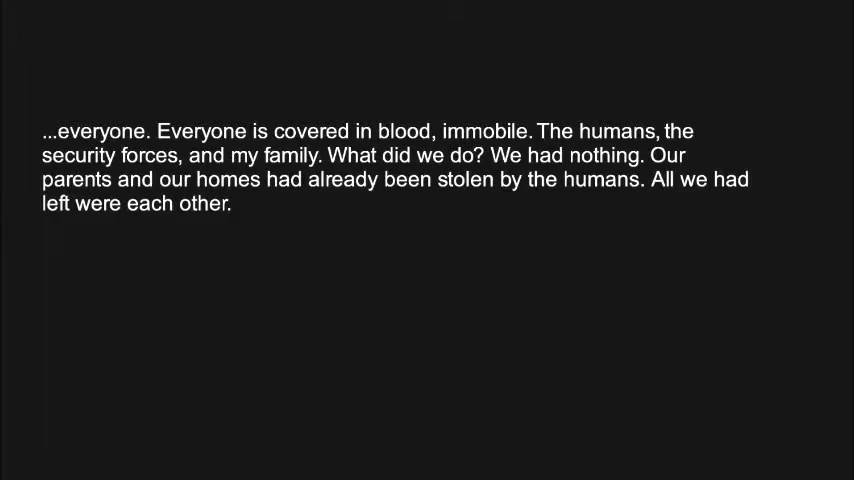 ...everyone. Everyone is covered in blood, immobile. The humans, the
security forces, and my family. What did we do? We had nothing. Our
parents and our homes had already been stolen by the humans. All we had
left were each other.